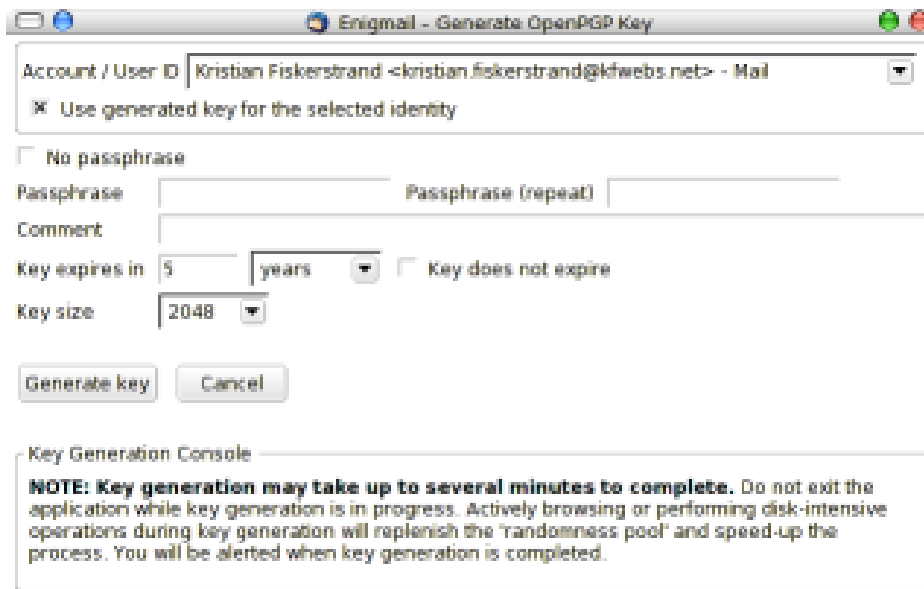 Enigmail - Generate OpenPGP Key
Account / User ID Kristian Fiskerstrand <kristian.fiskerstrand@kfwebs.net> - Mail
Use generated key for the selected identity
No passphrase
Passphrase Passphrase (repeat)
Comment
Key expires in 5 years Key does not expire
Key size 2048
Generate key Cancel
Key Generation Console
NOTE: Key generation may take up to several minutes to complete. Do not exit the
application while key generation is in progress. Actively browsing or performing disk-intensive
operations during key generation will replenish the 'randomness pool' and speed-up the
process. You will be alerted when key generation is completed.